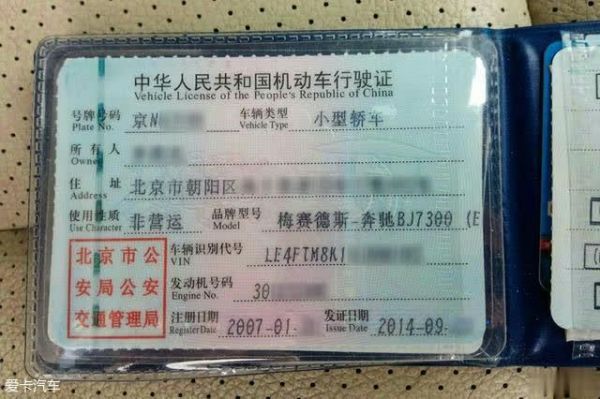 中华人民共和国机动车行驶证
Vehicle License of the People's Republic of China
号牌号码 京N 车辆类型 小型轿车
Plate No. Vehicle Type
所有人
Owner
住址 北京市朝阳区
Address
使用性质 非营运 品牌型号 梅赛德斯-奔驰BJ7300 (E
Use Character Model
北京市公
安局公安
交通管理局
车辆识别代号 LE4FTM8K1
VIN
发动机号码 30
Engine No.
注册日期 2007-01- 发证日期 2014-09-
Register Date Issue Date
爱卡汽车